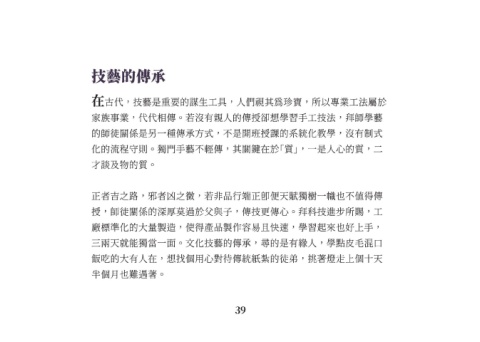 技藝的傳承
在古代，技藝是重要的謀生工具，人們視其為珍寶，所以專業工法屬於
家族事業，代代相傳。若沒有親人的傳授卻想學習手工技法，拜師學藝
的師徒關係是另一種傳承方式，不是開班授課的系統化教學，沒有制式
化的流程守則。獨門手藝不輕傳，其關鍵在於「質」，一是人心的質，二
才談及物的質。
正者吉之路，邪者凶之徵，若非品行端正即便天賦獨樹一幟也不值得傳
授，師徒關係的深厚莫過於父與子，傳技更傳心。拜科技進步所賜，工
廠標準化的大量製造，使得產品製作容易且快速，學習起來也好上手，
三兩天就能獨當一面。文化技藝的傳承，尋的是有緣人，學點皮毛混口
飯吃的大有人在，想找個用心對待傳統紙紮的徒弟，挑著燈走上個十天
半個月也難遇著。
39